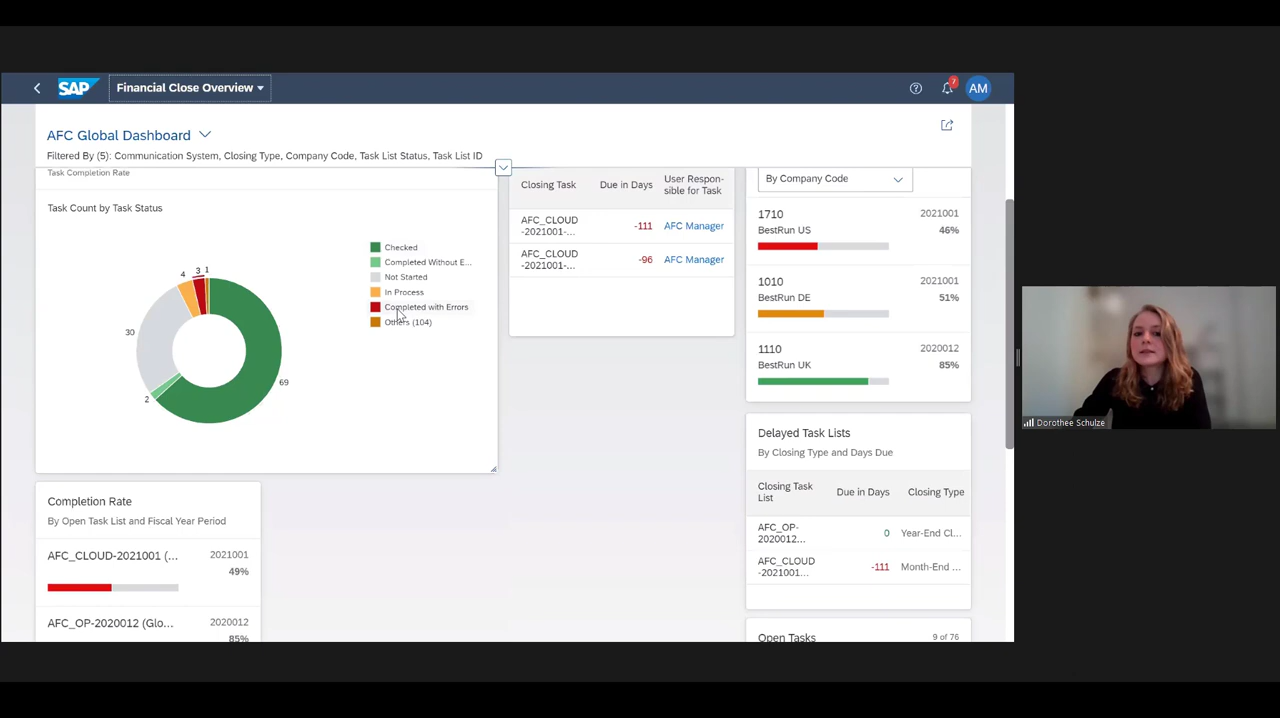 SAP
Financial Close Overview
7
AM
AFC Global Dashboard
Filtered By (5): Communication System, Closing Type, Company Code, Task List Status, Task List ID
Task Completion Rate
Task Count by Task Status
Checked
Completed Without E...
Not Started
In Process
Completed with Errors
Others (104)
4
3
1
30
2
69
Closing Task
Due in Days
User Respon-
sible for Task
AFC_CLOUD
-2021001-...
-111
AFC Manager
AFC_CLOUD
-2021001-...
-96
AFC Manager
By Company Code
1710
2021001
BestRun US
46%
1010
2021001
BestRun DE
51%
1110
2020012
BestRun UK
85%
Delayed Task Lists
By Closing Type and Days Due
Closing Task
List
Due in Days
Closing Type
AFC_OP-
2020012...
0
Year-End Cl...
AFC_CLOUD
-2021001...
-111
Month-End ...
Open Tasks
9 of 76
Completion Rate
By Open Task List and Fiscal Year Period
AFC_CLOUD-2021001 (...
2021001
49%
AFC_OP-2020012 (Glo...
2020012
85%
Dorothee Schulze